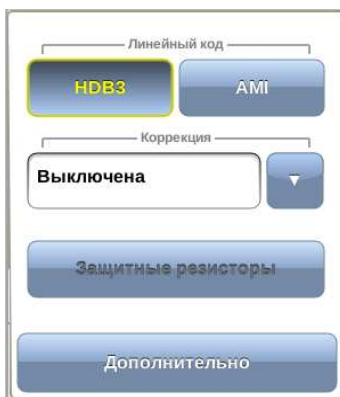 Линейный код
HDB3 AMI
Коррекция
Выключена
Защитные резисторы
Дополнительно